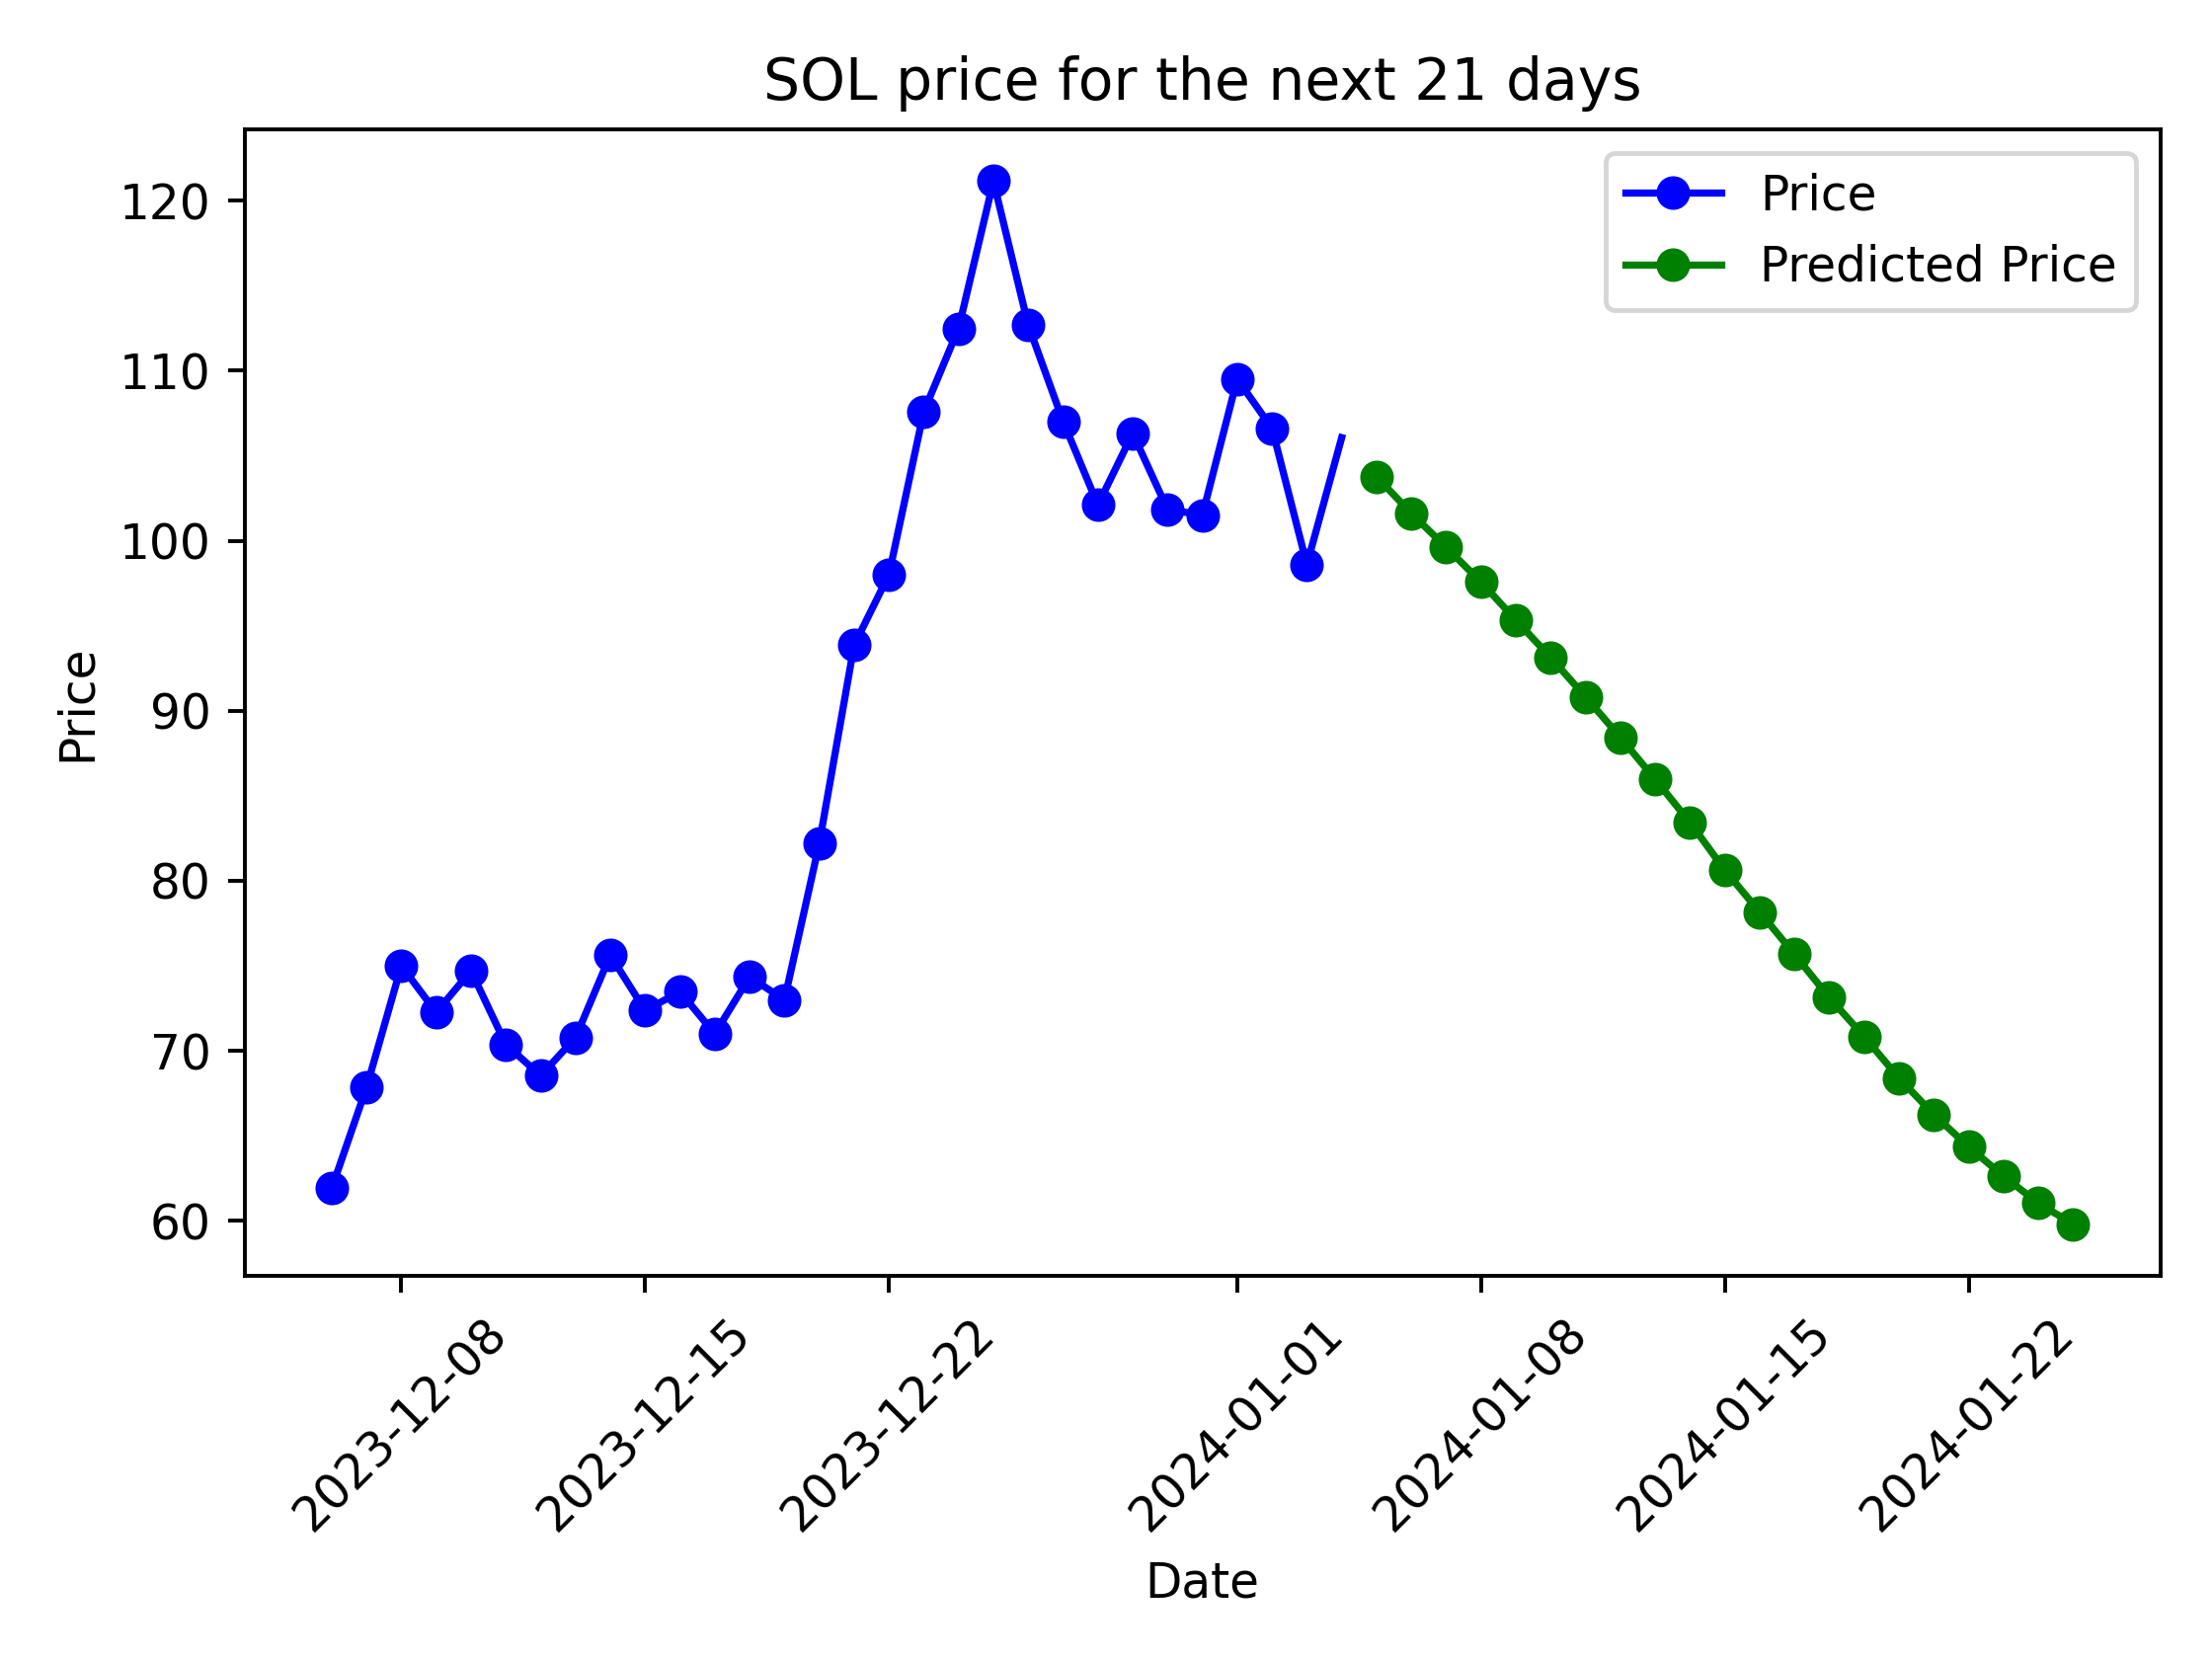 SOL price for the next 21 days
Price
Predicted Price
120
110
100
90
80
70
60
Price
2023-12-08
2023-12-15
2023-12-22
2024-01-01
2024-01-08
2024-01-15
2024-01-22
Date